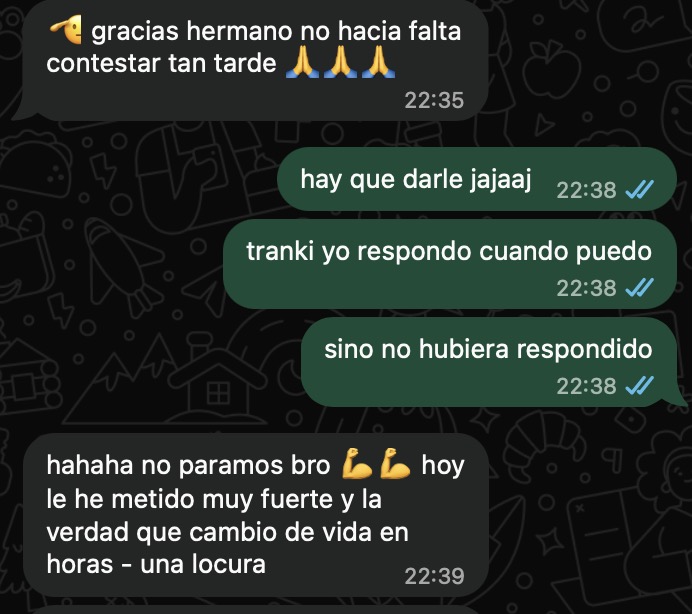 🫡 gracias hermano no hacia falta
contestar tan tarde 🙏🙏🙏
22:35
hay que darle jajaaj
22:38
tranki yo respondo cuando puedo
22:38
sino no hubiera respondido
22:38
hahaha no paramos bro 💪💪 hoy
le he metido muy fuerte y la
verdad que cambio de vida en
horas - una locura
22:39